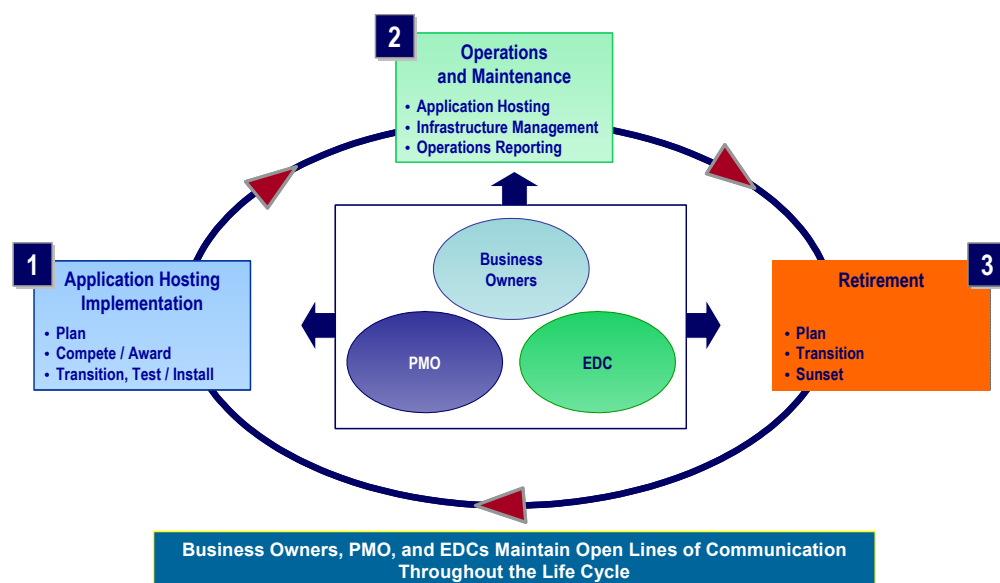 2
Operations
and Maintenance
• Application Hosting
• Infrastructure Management
• Operations Reporting
1
Application Hosting
Implementation
• Plan
• Compete / Award
• Transition, Test / Install
Business
Owners
PMO
EDC
3
Retirement
• Plan
• Transition
• Sunset
Business Owners, PMO, and EDCs Maintain Open Lines of Communication
Throughout the Life Cycle